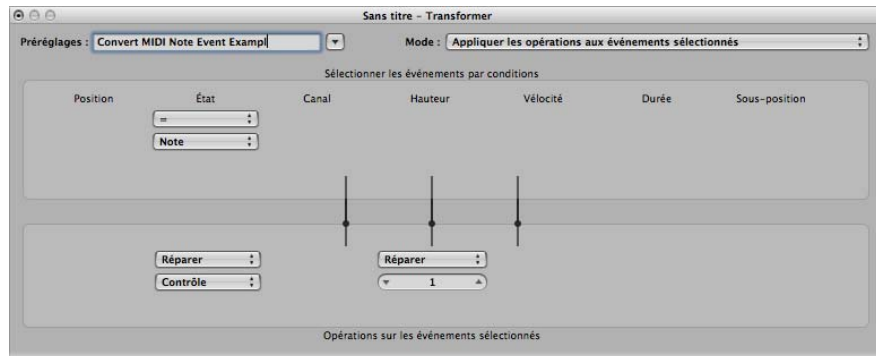 Sans titre – Transformer
Préréglages : Convert MIDI Note Event Exampl
Mode : Appliquer les opérations aux événements sélectionnés
Sélectionner les événements par conditions
Position État Canal Hauteur Vélocité Durée Sous-position
=
Note
Réparer Réparer
Contrôle 1
Opérations sur les événements sélectionnés